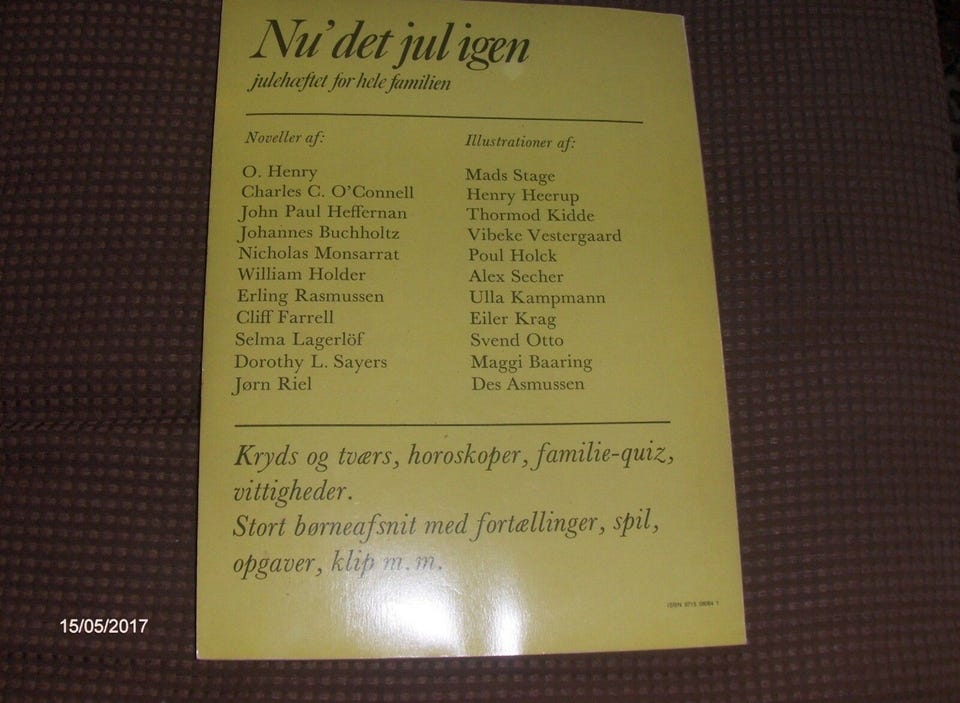 Nu' det jul igen
julehæftet for hele familien
Noveller af:
O. Henry
Charles C. O'Connell
John Paul Heffernan
Johannes Buchholtz
Nicholas Monsarrat
William Holder
Erling Rasmussen
Cliff Farrell
Selma Lagerlöf
Dorothy L. Sayers
Jørn Riel
Illustrationer af:
Mads Stage
Henry Heerup
Thormod Kidde
Vibeke Vestergaard
Poul Holck
Alex Secher
Ulla Kampmann
Eiler Krag
Svend Otto
Maggi Baaring
Des Asmussen
Kryds og tværs, horoskoper, familie-quiz,
vittigheder.
Stort børneafsnit med fortællinger, spil,
opgaver, klip m.m.
15/05/2017